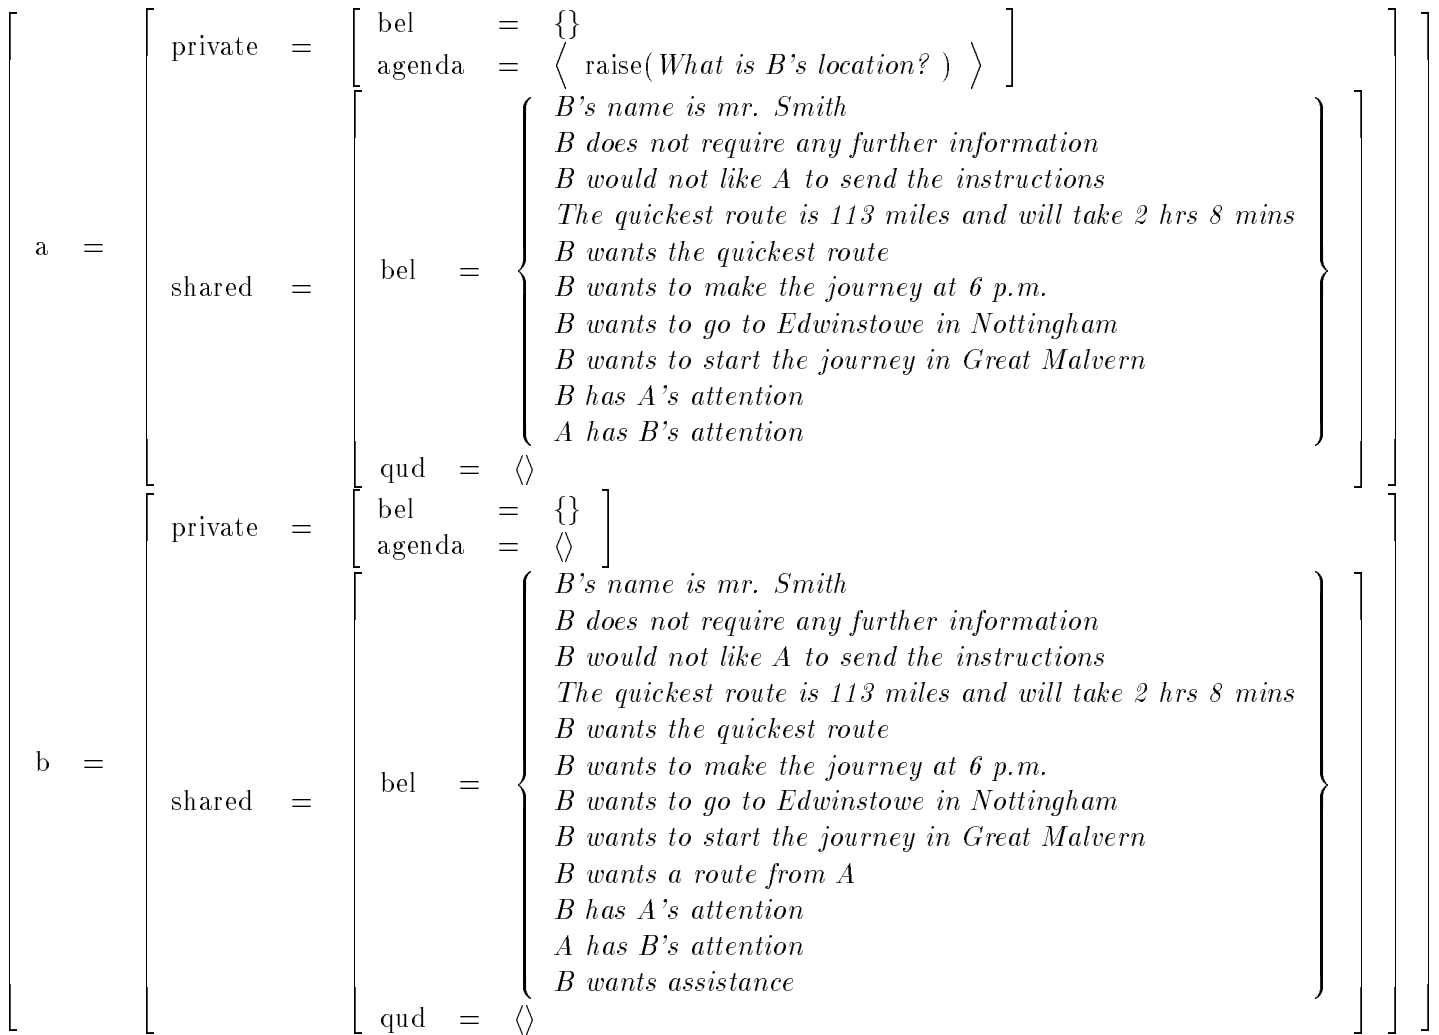 bel = {}
private =
agenda = ⟨ raise(What is B's location? ) ⟩
B's name is mr. Smith
B does not require any further information
B would not like A to send the instructions
The quickest route is 113 miles and will take 2 hrs 8 mins
a =
B wants the quickest route
shared = bel =
B wants to make the journey at 6 p.m.
B wants to go to Edwinstowe in Nottingham
B wants to start the journey in Great Malvern
B has A's attention
A has B's attention
qud = ⟨⟩
bel = {}
private =
agenda = ⟨⟩
B's name is mr. Smith
B does not require any further information
B would not like A to send the instructions
The quickest route is 113 miles and will take 2 hrs 8 mins
B wants the quickest route
b =
B wants to make the journey at 6 p.m.
shared = bel =
B wants to go to Edwinstowe in Nottingham
B wants to start the journey in Great Malvern
B wants a route from A
B has A's attention
A has B's attention
B wants assistance
qud = ⟨⟩